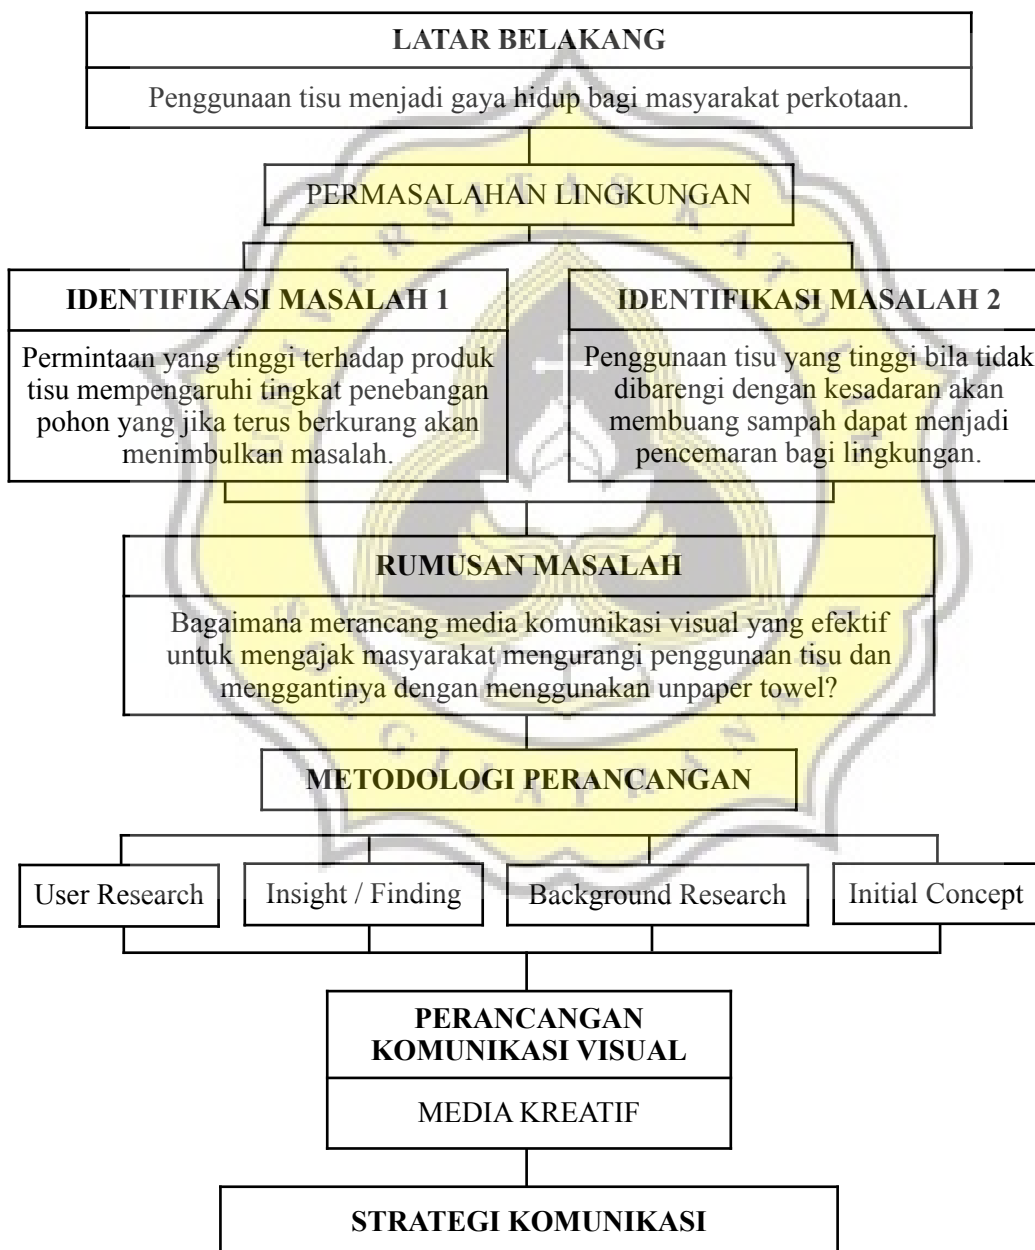 LATAR BELAKANG
Penggunaan tisu menjadi gaya hidup bagi masyarakat perkotaan.
PERMASALAHAN LINGKUNGAN
IDENTIFIKASI MASALAH 1
Permintaan yang tinggi terhadap produk
tisu mempengaruhi tingkat penebangan
pohon yang jika terus berkurang akan
menimbulkan masalah.
IDENTIFIKASI MASALAH 2
Penggunaan tisu yang tinggi bila tidak
dibarengi dengan kesadaran akan
membuang sampah dapat menjadi
pencemaran bagi lingkungan.
RUMUSAN MASALAH
Bagaimana merancang media komunikasi visual yang efektif
untuk mengajak masyarakat mengurangi penggunaan tisu dan
menggantinya dengan menggunakan unpaper towel?
METODOLOGI PERANCANGAN
User Research
Insight / Finding
Background Research
Initial Concept
PERANCANGAN
KOMUNIKASI VISUAL
MEDIA KREATIF
STRATEGI KOMUNIKASI
UNIVERSITAS KATOLIK
SOEGIJAPRANATA